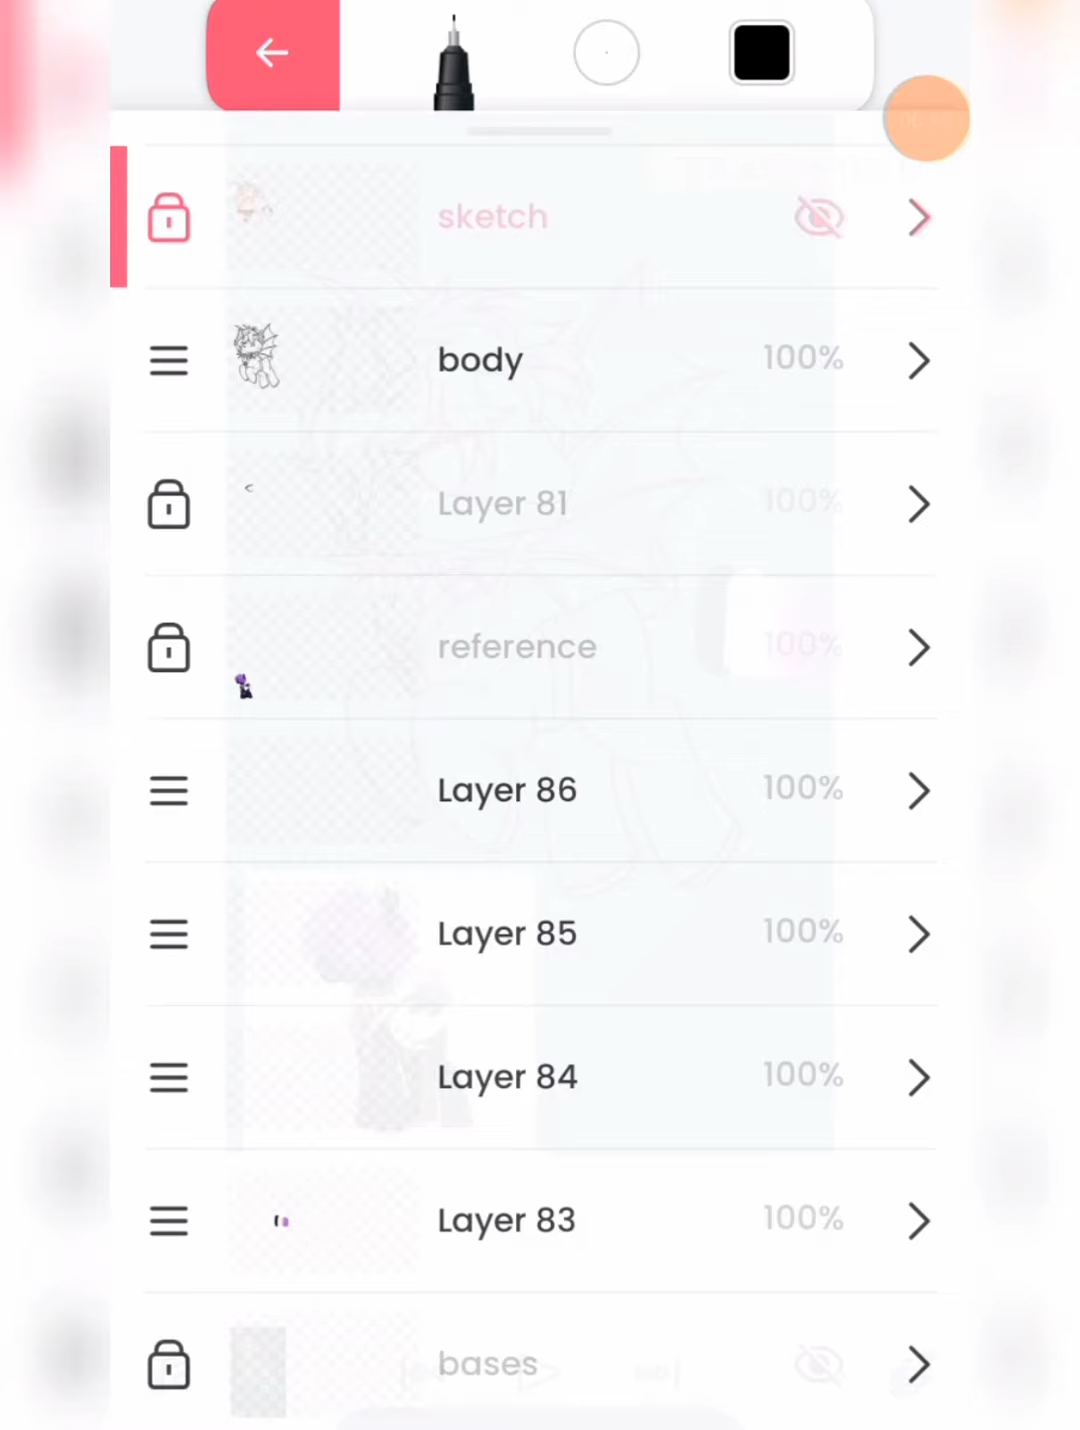 sketch
body 100%
Layer 81 100%
reference 100%
Layer 86 100%
Layer 85 100%
Layer 84 100%
Layer 83 100%
bases